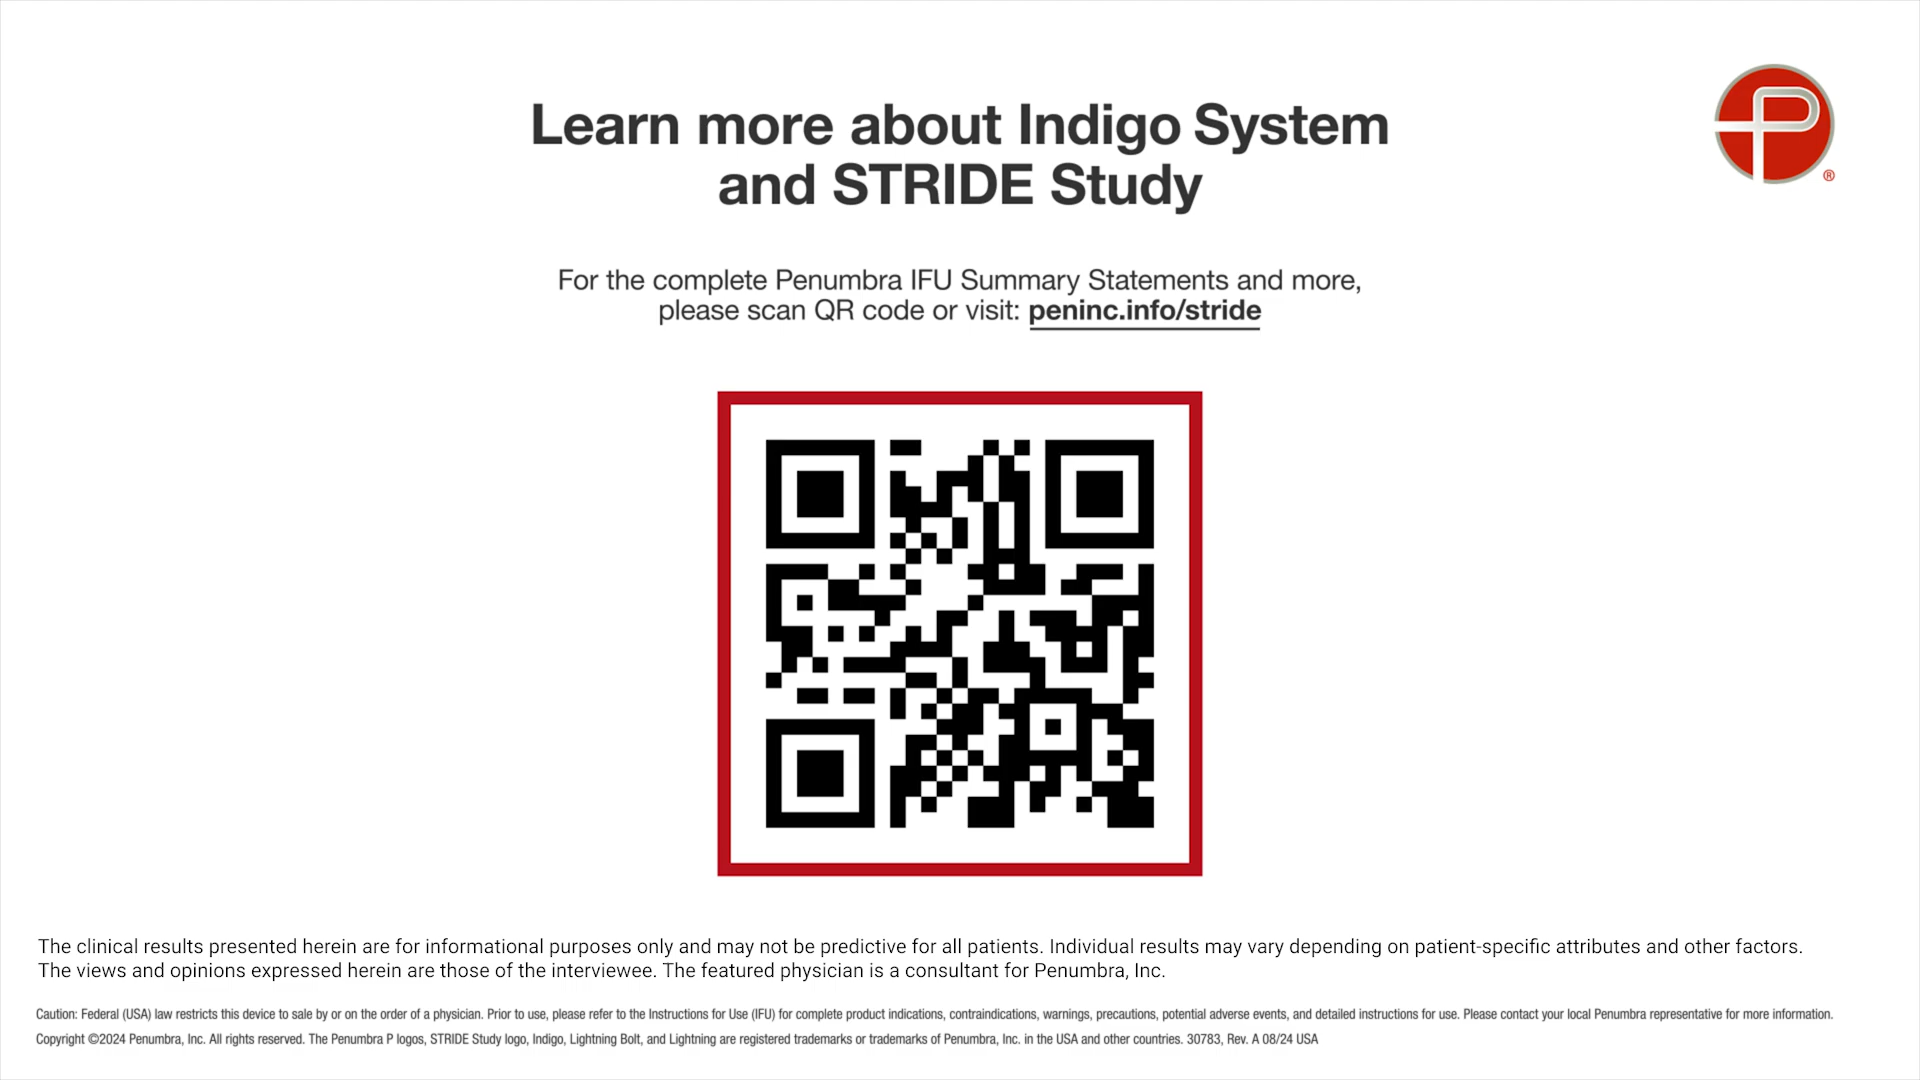 Learn more about Indigo System
and STRIDE Study
P
®
For the complete Penumbra IFU Summary Statements and more,
please scan QR code or visit: peninc.info/stride
The clinical results presented herein are for informational purposes only and may not be predictive for all patients. Individual results may vary depending on patient-specific attributes and other factors.
The views and opinions expressed herein are those of the interviewee. The featured physician is a consultant for Penumbra, Inc.
Caution: Federal (USA) law restricts this device to sale by or on the order of a physician. Prior to use, please refer to the Instructions for Use (IFU) for complete product indications, contraindications, warnings, precautions, potential adverse events, and detailed instructions for use. Please contact your local Penumbra representative for more information.
Copyright ©2024 Penumbra, Inc. All rights reserved. The Penumbra P logos, STRIDE Study logo, Indigo, Lightning Bolt, and Lightning are registered trademarks or trademarks of Penumbra, Inc. in the USA and other countries. 30783, Rev. A 08/24 USA